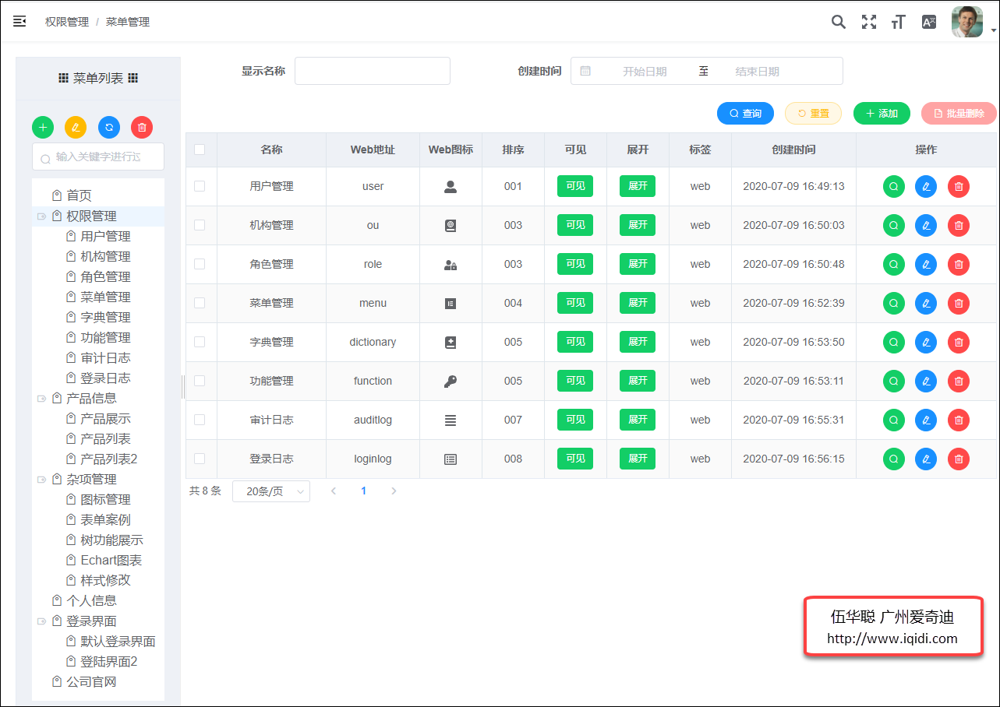 权限管理 / 菜单管理
菜单列表
显示名称
创建时间 开始日期 至 结束日期
查询 重置 添加 批量删除
输入关键字进行过
首页
权限管理
用户管理
机构管理
角色管理
菜单管理
字典管理
功能管理
审计日志
登录日志
产品信息
产品展示
产品列表
产品列表2
杂项管理
图标管理
表单案例
树功能展示
Echart图表
样式修改
个人信息
登录界面
默认登录界面
登陆界面2
公司官网
名称 Web地址 Web图标 排序 可见 展开 标签 创建时间 操作
用户管理 user 001 可见 展开 web 2020-07-09 16:49:13
机构管理 ou 003 可见 展开 web 2020-07-09 16:50:03
角色管理 role 003 可见 展开 web 2020-07-09 16:50:48
菜单管理 menu 004 可见 展开 web 2020-07-09 16:52:39
字典管理 dictionary 005 可见 展开 web 2020-07-09 16:53:50
功能管理 function 005 可见 展开 web 2020-07-09 16:53:11
审计日志 auditlog 007 可见 展开 web 2020-07-09 16:55:31
登录日志 loginlog 008 可见 展开 web 2020-07-09 16:56:15
共 8 条 20条/页 1
伍华聪 广州爱奇迪
http://www.iqidi.com